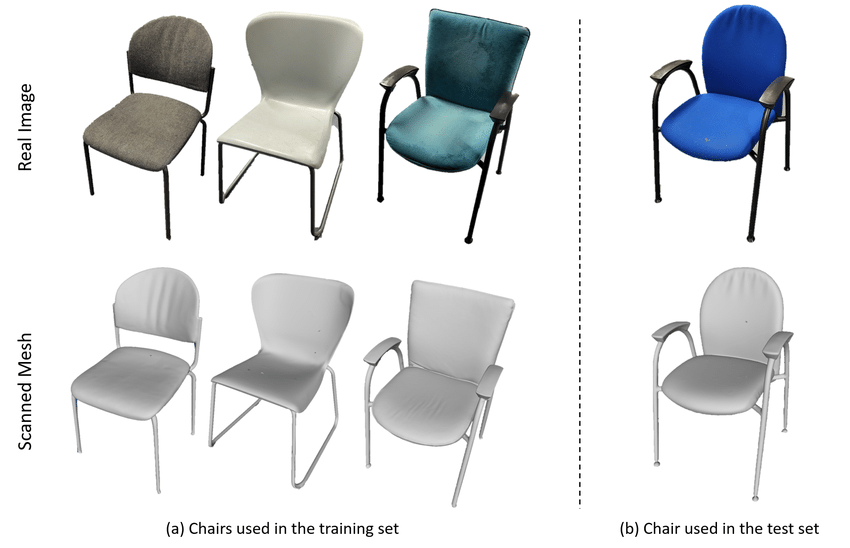 Real Image
Scanned Mesh
(a) Chairs used in the training set
(b) Chair used in the test set